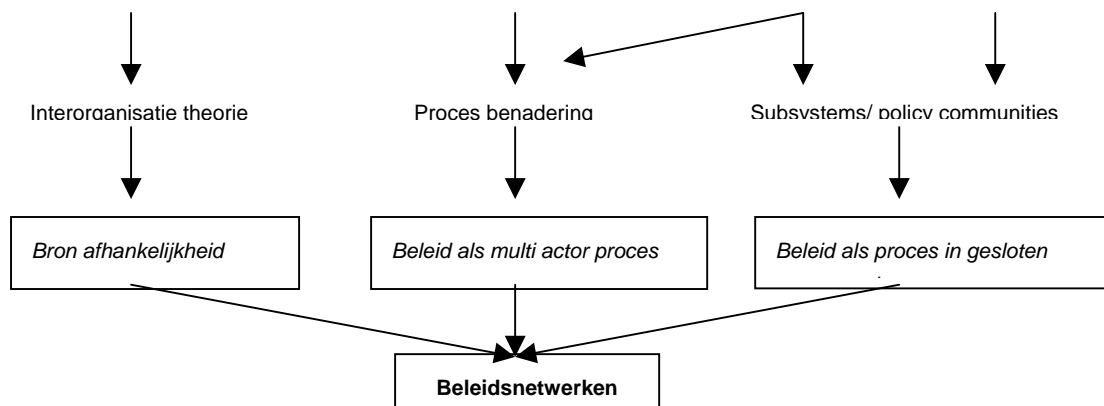 Interorganisatie theorie
Proces benadering
Subsystems/ policy communities
Bron afhankelijkheid
Beleid als multi actor proces
Beleid als proces in gesloten
Beleidsnetwerken